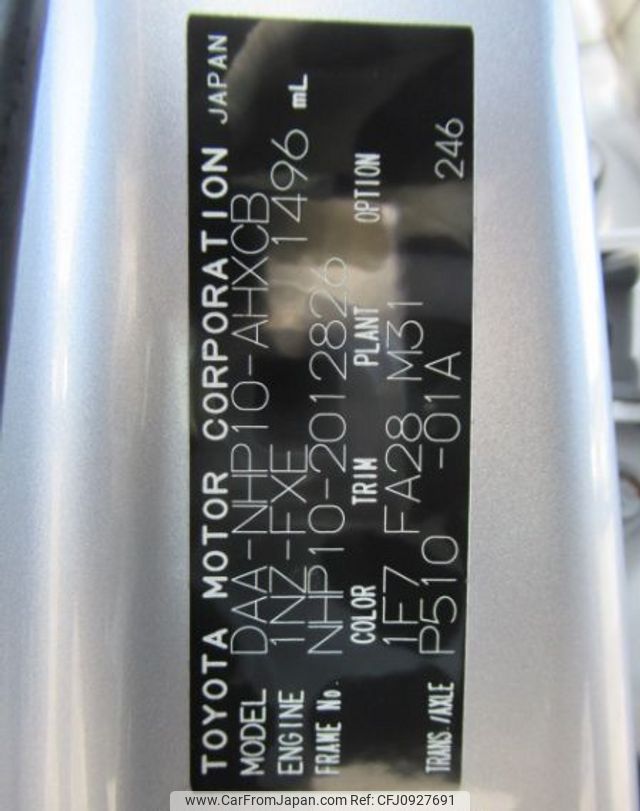 TOYOTA MOTOR CORPORATION JAPAN
MODEL DAA-NHP10-AHXCB
ENGINE 1NZ-FXE 1496 mL
FRAME No. NHP10-2012826
COLOR TRIM PLANT OPTION
1F7 FA28 M31
TRANS./AXLE P510 -01A 246
www.CarFromJapan.com Ref: CFJ0927691